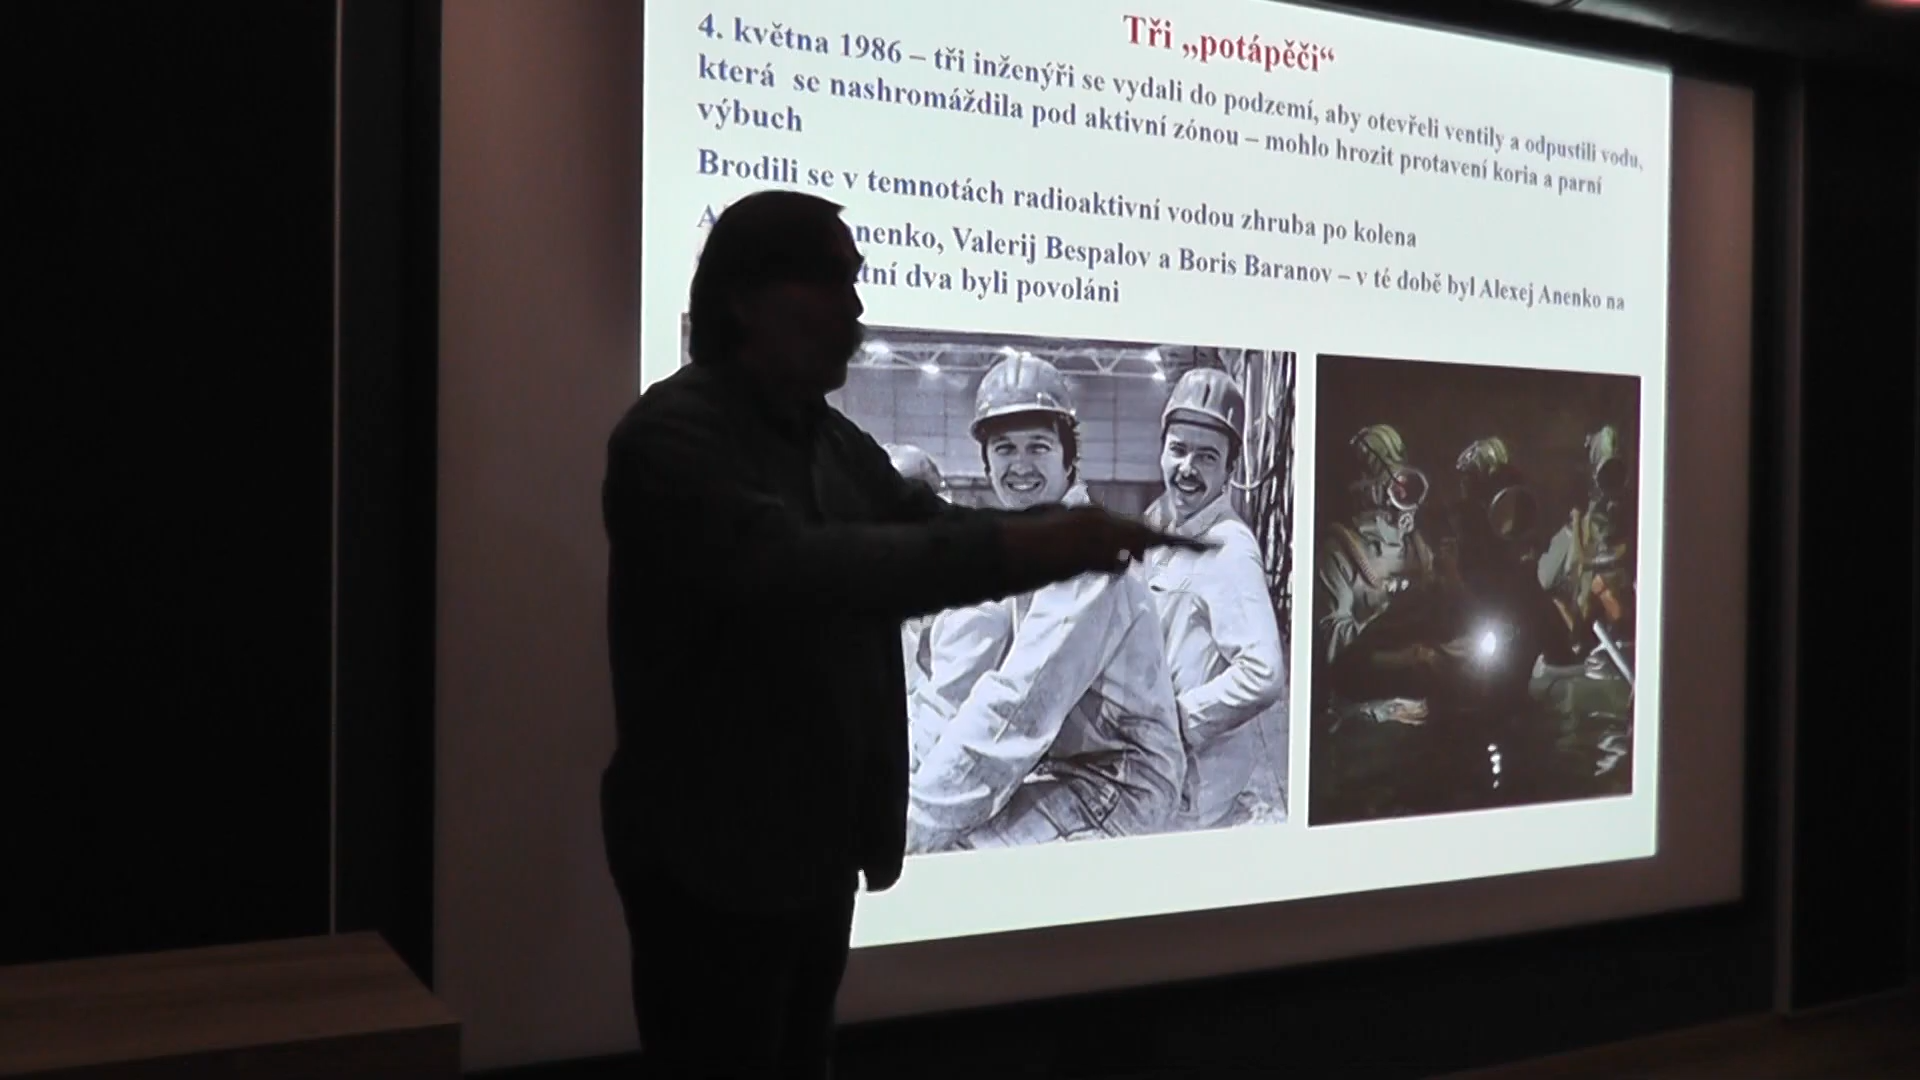 Tři „potápěči“
4. května 1986 – tři inženýři se vydali do podzemí, aby otevřeli ventily a odpustili vodu,
která se nashromáždila pod aktivní zónou – mohlo hrozit protavení koria a parní
výbuch
Brodili se v temnotách radioaktivní vodou zhruba po kolena
nenko, Valerij Bespalov a Boris Baranov – v té době byl Alexej Anenko na
tní dva byli povoláni